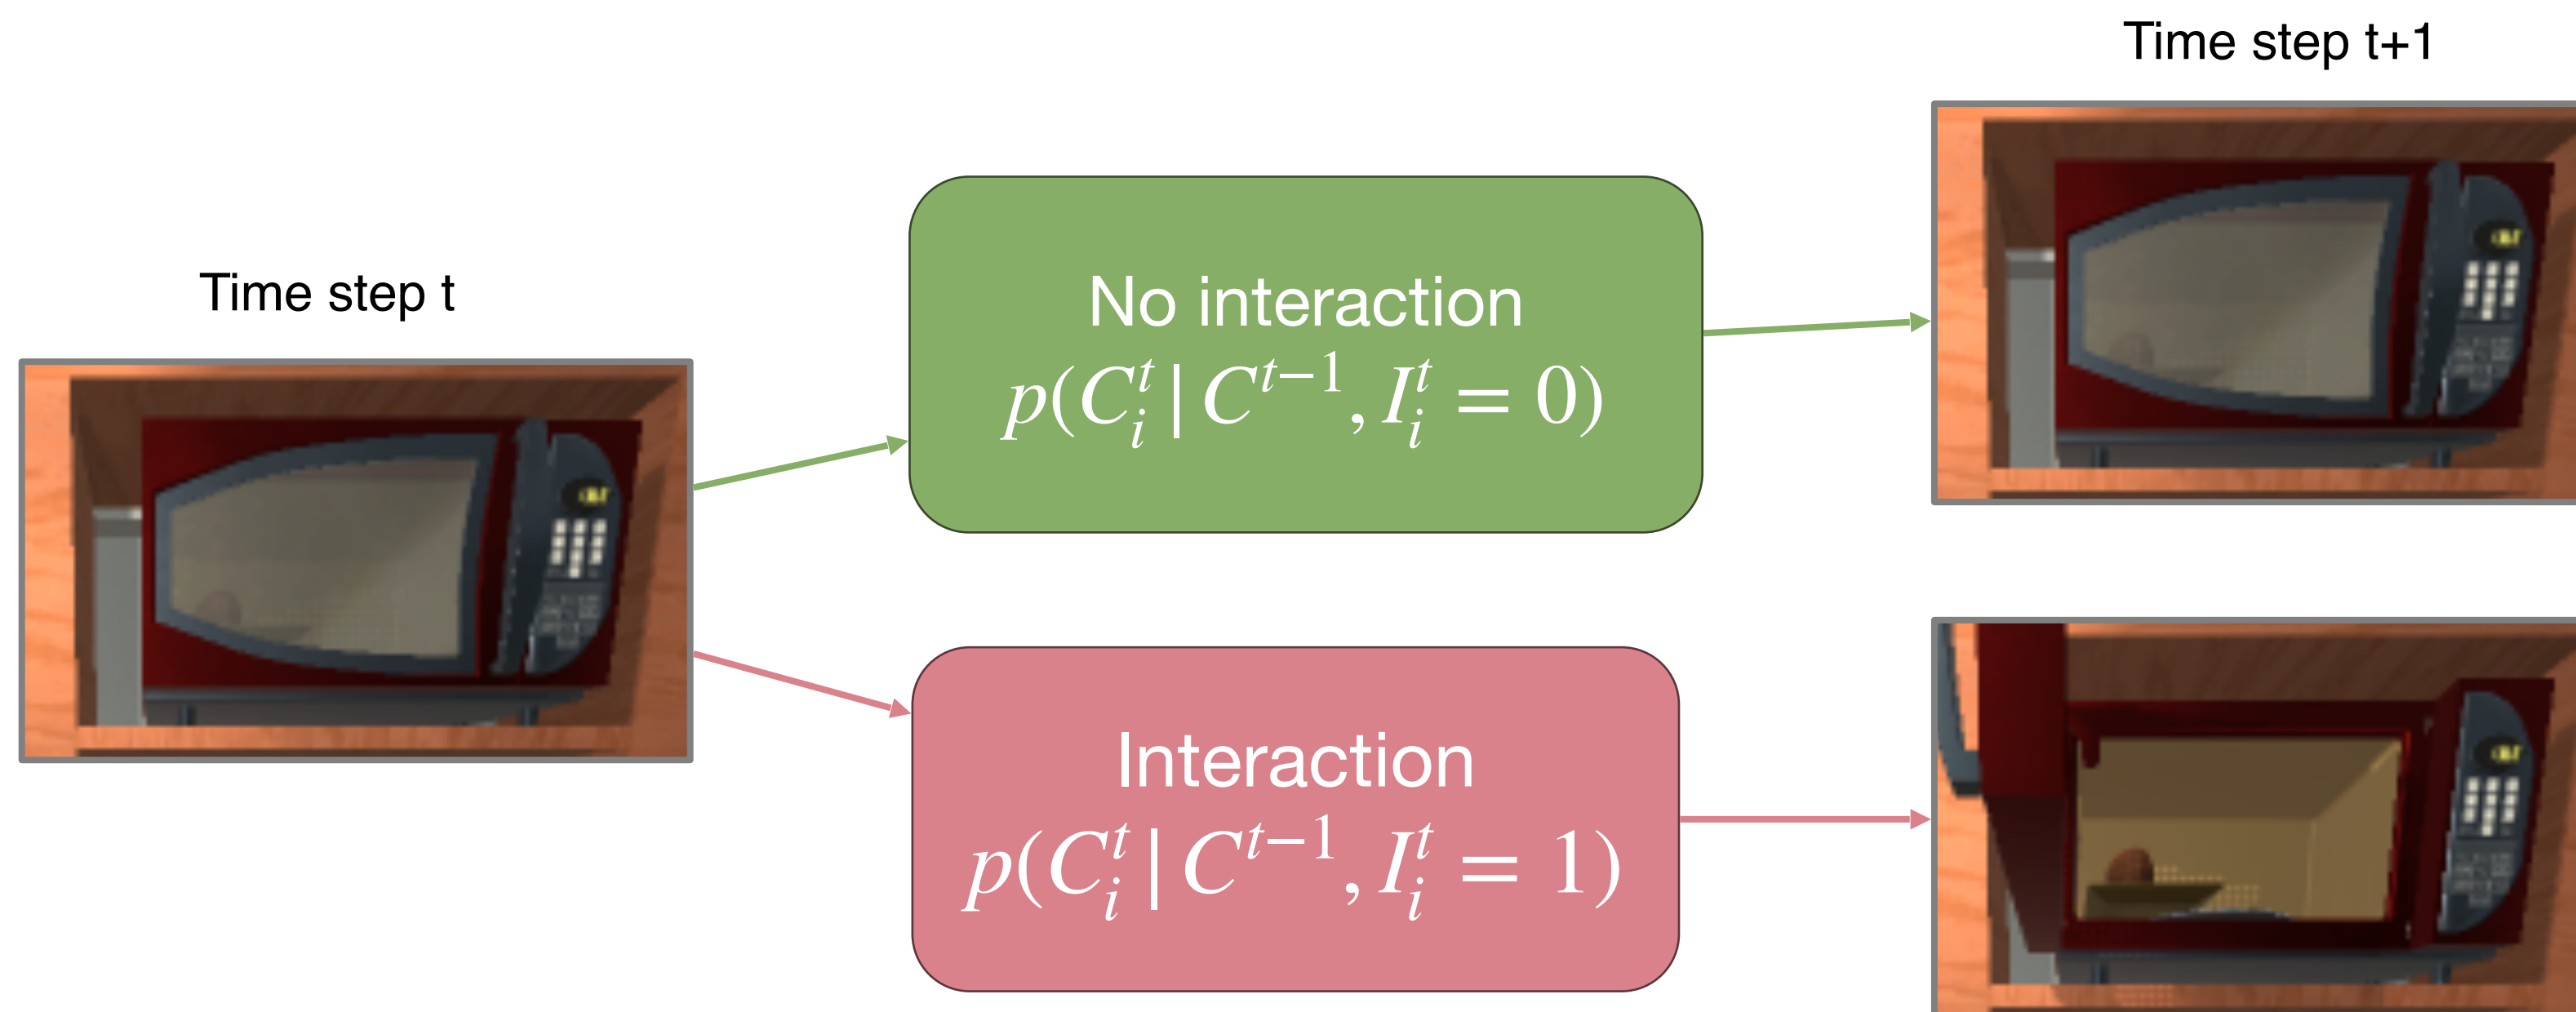 Time step t+1
Time step t
No interaction
p(C_i^t | C^{t−1}, I_i^t = 0)
Interaction
p(C_i^t | C^{t−1}, I_i^t = 1)